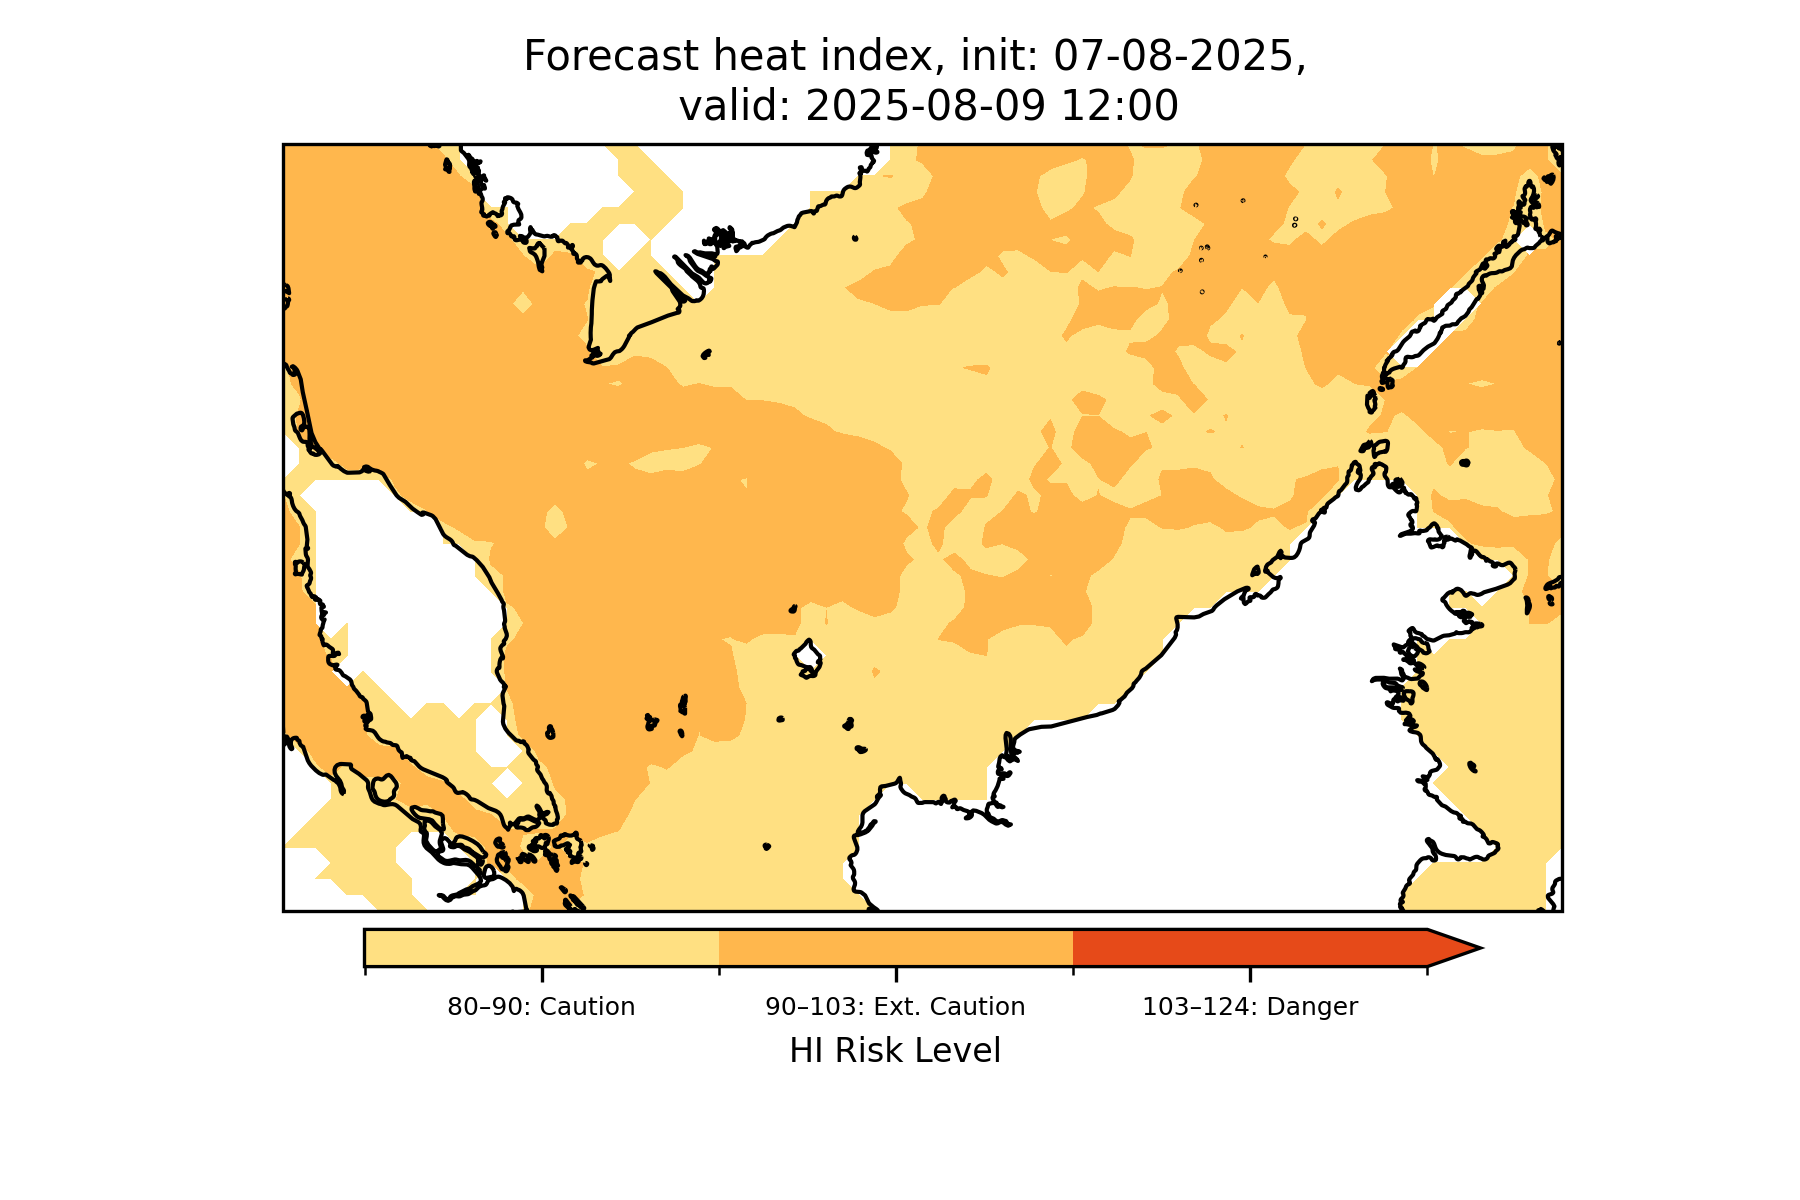 Forecast heat index, init: 07-08-2025,
valid: 2025-08-09 12:00
80–90: Caution
90–103: Ext. Caution
103–124: Danger
HI Risk Level